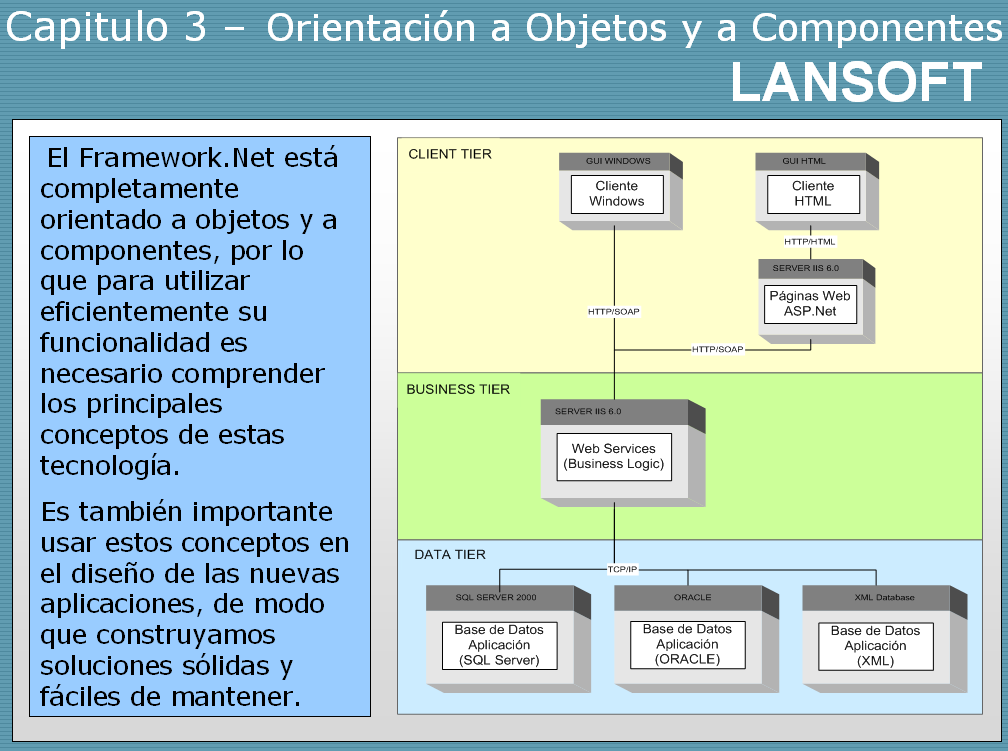 Capitulo 3 – Orientación a Objetos y a Componentes
LANSOFT
El Framework.Net está
completamente
orientado a objetos y a
componentes, por lo
que para utilizar
eficientemente su
funcionalidad es
necesario comprender
los principales
conceptos de estas
tecnología.
Es también importante
usar estos conceptos en
el diseño de las nuevas
aplicaciones, de modo
que construyamos
soluciones sólidas y
fáciles de mantener.
CLIENT TIER
GUI WINDOWS
Cliente
Windows
GUI HTML
Cliente
HTML
HTTP/HTML
SERVER IIS 6.0
Páginas Web
ASP.Net
HTTP/SOAP
HTTP/SOAP
BUSINESS TIER
SERVER IIS 6.0
Web Services
(Business Logic)
DATA TIER
TCP/IP
SQL SERVER 2000
Base de Datos
Aplicación
(SQL Server)
ORACLE
Base de Datos
Aplicación
(ORACLE)
XML Database
Base de Datos
Aplicación
(XML)